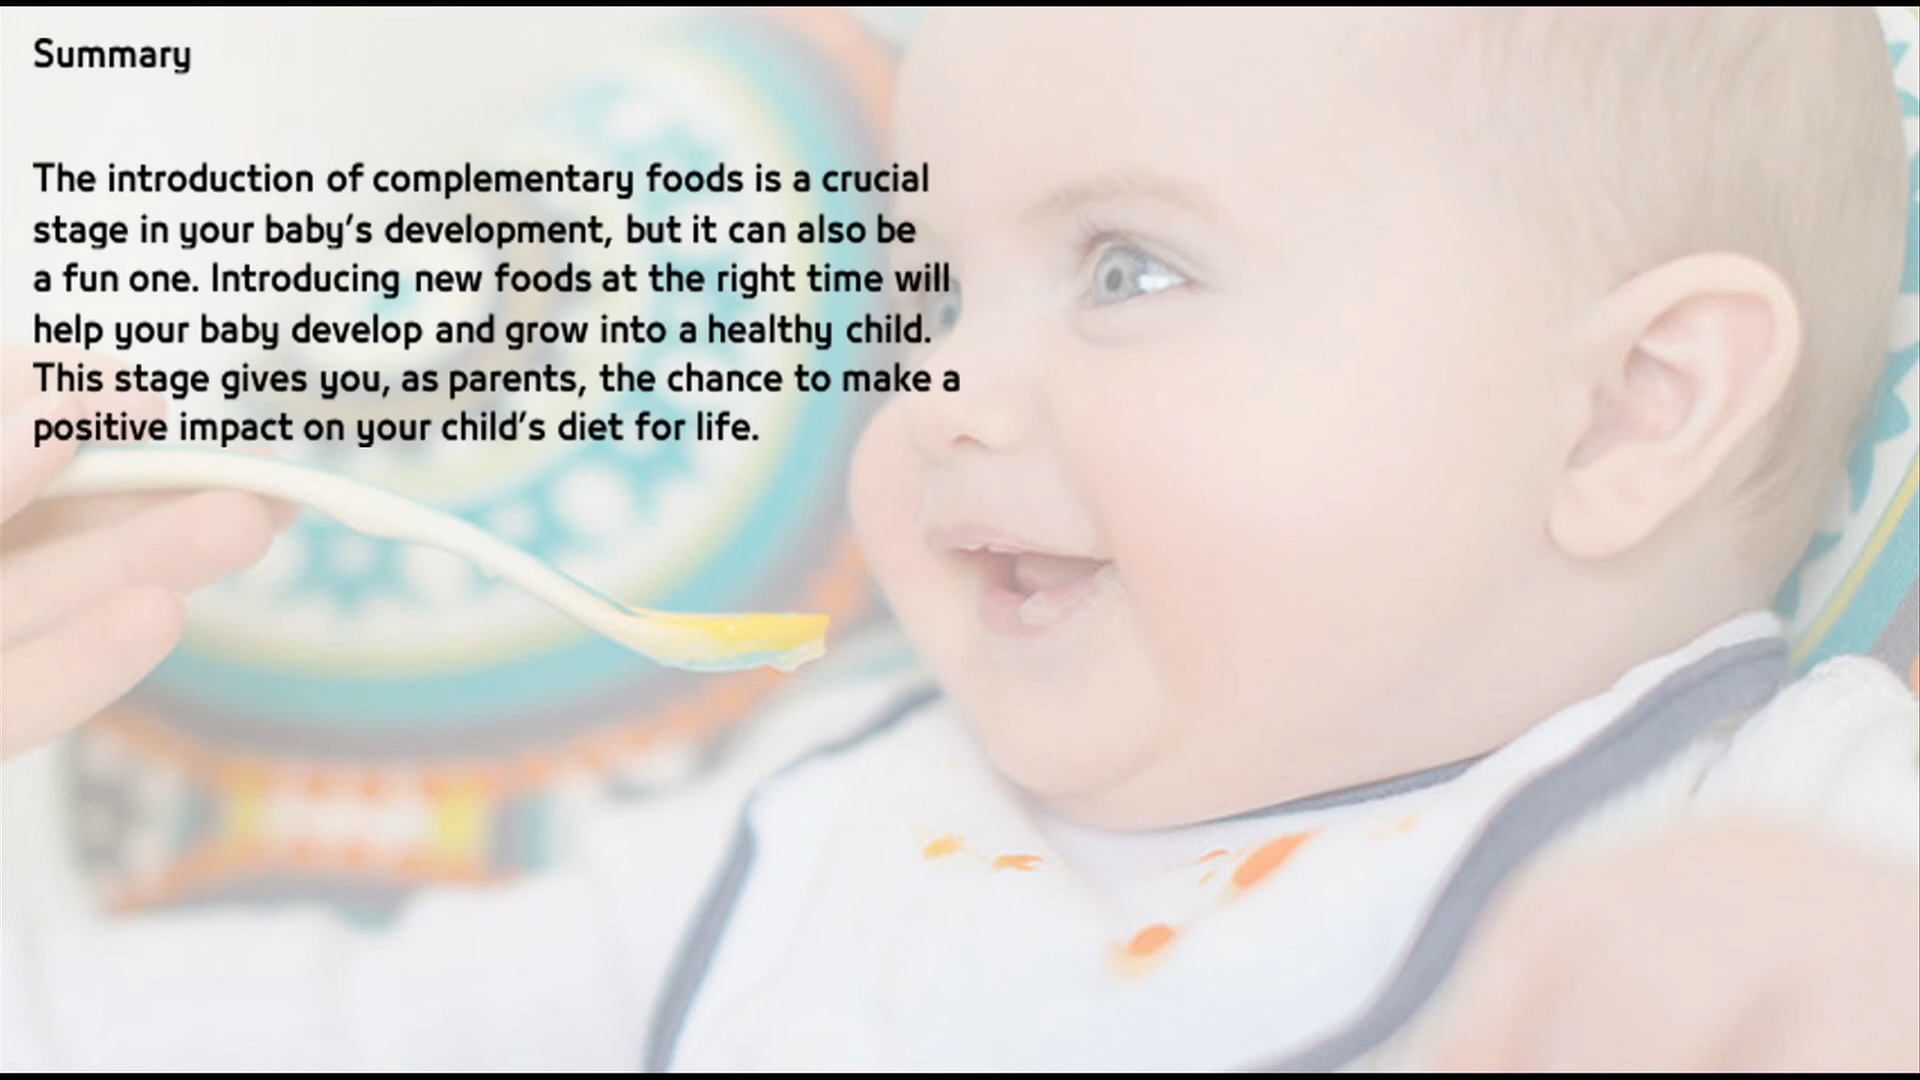 Summary
The introduction of complementary foods is a crucial
stage in your baby’s development, but it can also be
a fun one. Introducing new foods at the right time will
help your baby develop and grow into a healthy child.
This stage gives you, as parents, the chance to make a
positive impact on your child’s diet for life.